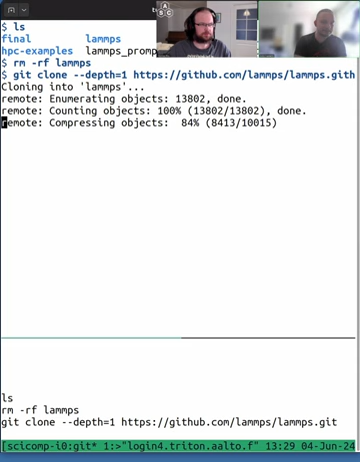 $ ls
final lammps
hpc-examples lammps_promp
$ rm -rf lammps
$ git clone --depth=1 https://github.com/lammps/lammps.gith
Cloning into 'lammps'...
remote: Enumerating objects: 13802, done.
remote: Counting objects: 100% (13802/13802), done.
remote: Compressing objects: 84% (8413/10015)
ls
rm -rf lammps
git clone --depth=1 https://github.com/lammps/lammps.git
[scicomp-i0:git* 1:>"login4.triton.aalto.f" 13:29 04-Jun-24